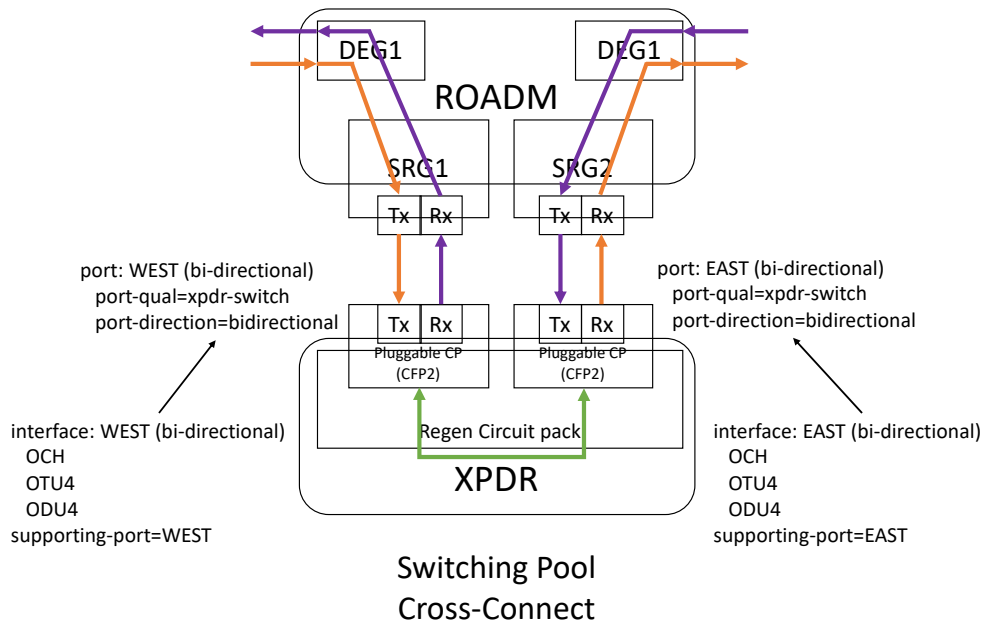 DEG1
DEG1
ROADM
SRG1
SRG2
Tx Rx
Tx Rx
port: WEST (bi-directional)
port-qual=xpdr-switch
port-direction=bidirectional
port: EAST (bi-directional)
port-qual=xpdr-switch
port-direction=bidirectional
Tx Rx
Tx Rx
Pluggable CP
(CFP2)
Pluggable CP
(CFP2)
interface: WEST (bi-directional)
OCH
OTU4
ODU4
supporting-port=WEST
Regen Circuit pack
XPDR
interface: EAST (bi-directional)
OCH
OTU4
ODU4
supporting-port=EAST
Switching Pool
Cross-Connect